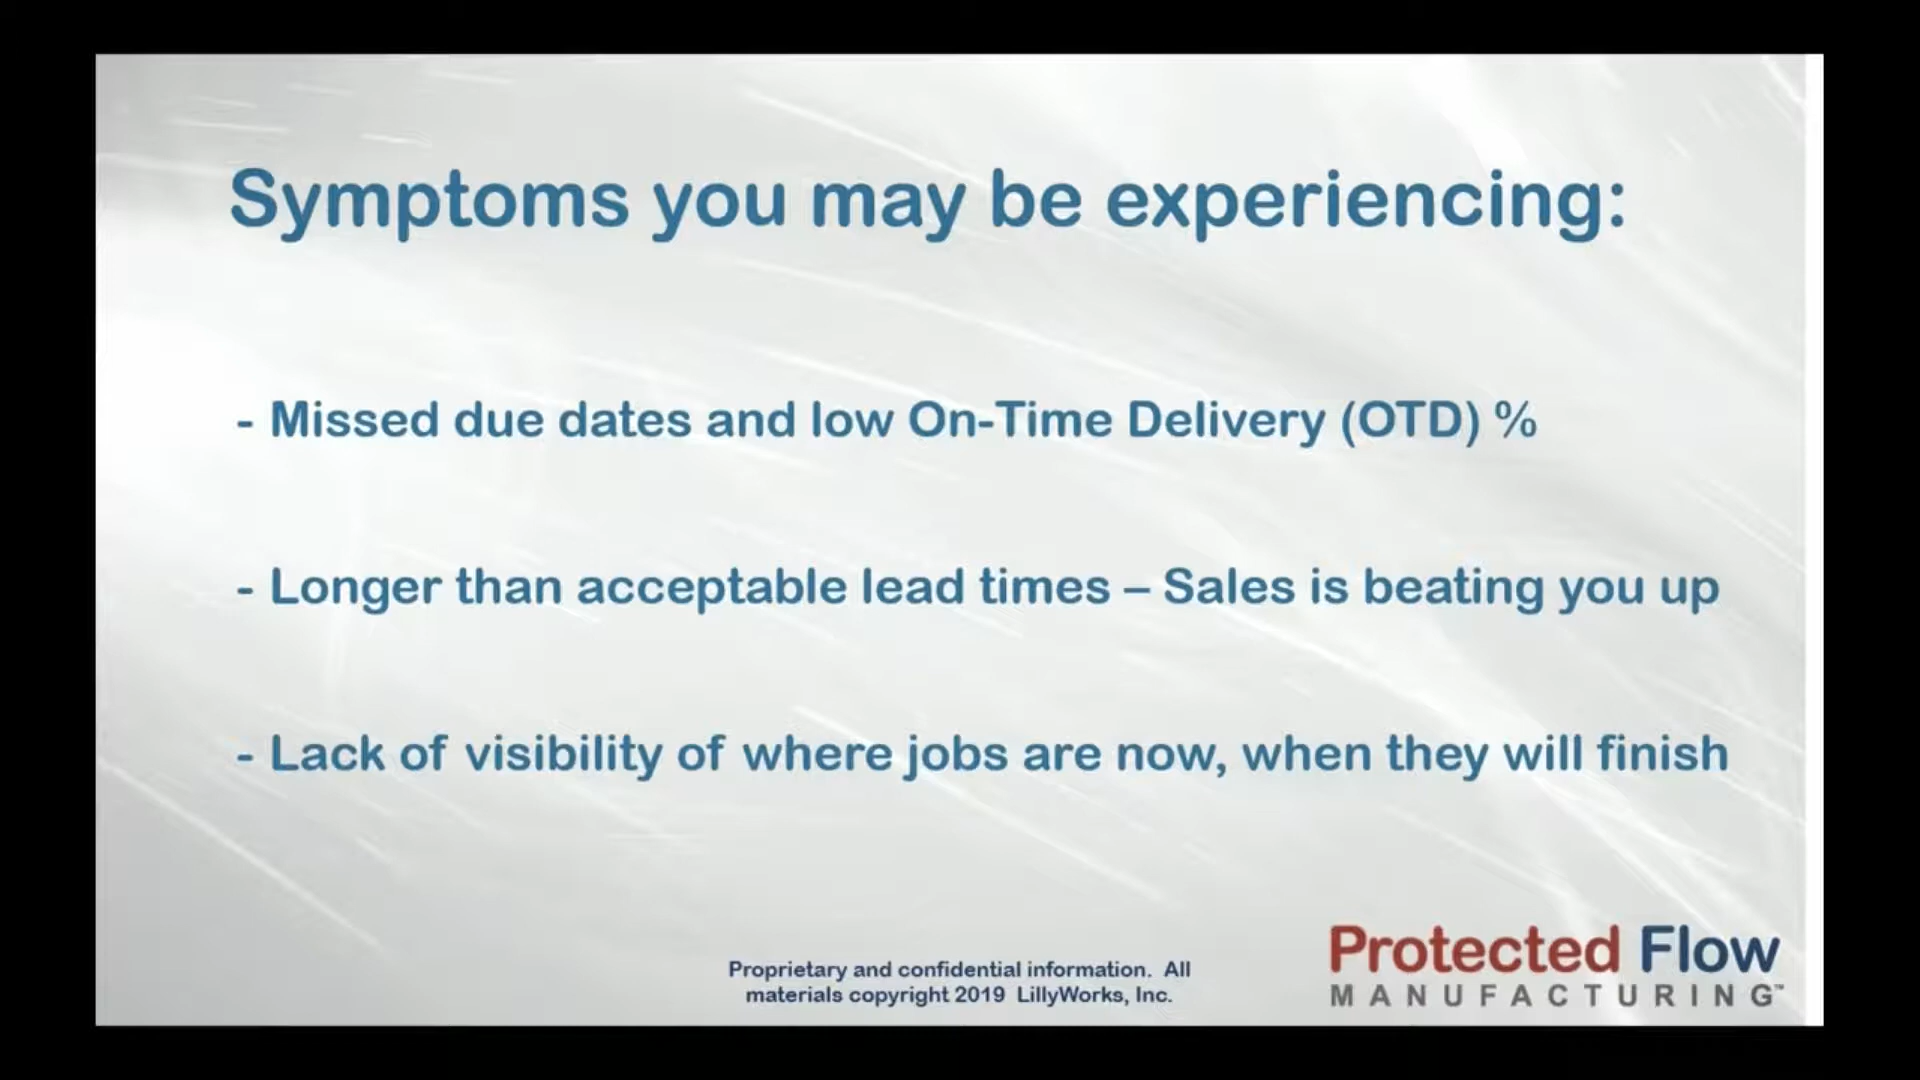 Symptoms you may be experiencing:
- Missed due dates and low On-Time Delivery (OTD) %
- Longer than acceptable lead times – Sales is beating you up
- Lack of visibility of where jobs are now, when they will finish
Proprietary and confidential information. All
materials copyright 2019 LillyWorks, Inc.
Protected Flow
MANUFACTURING™